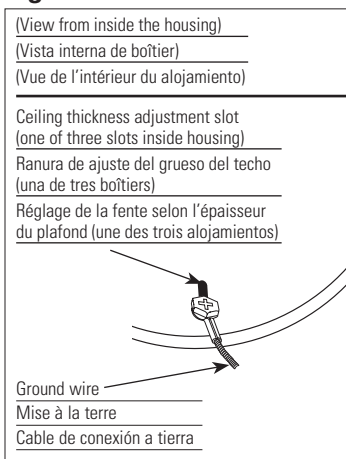 (View from inside the housing)
(Vista interna de boîtier)
(Vue de l'intérieur du alojamiento)
Ceiling thickness adjustment slot
(one of three slots inside housing)
Ranura de ajuste del grueso del techo
(una de tres boîtiers)
Réglage de la fente selon l'épaisseur
du plafond (une des trois alojamientos)
Ground wire
Mise à la terre
Cable de conexión a tierra